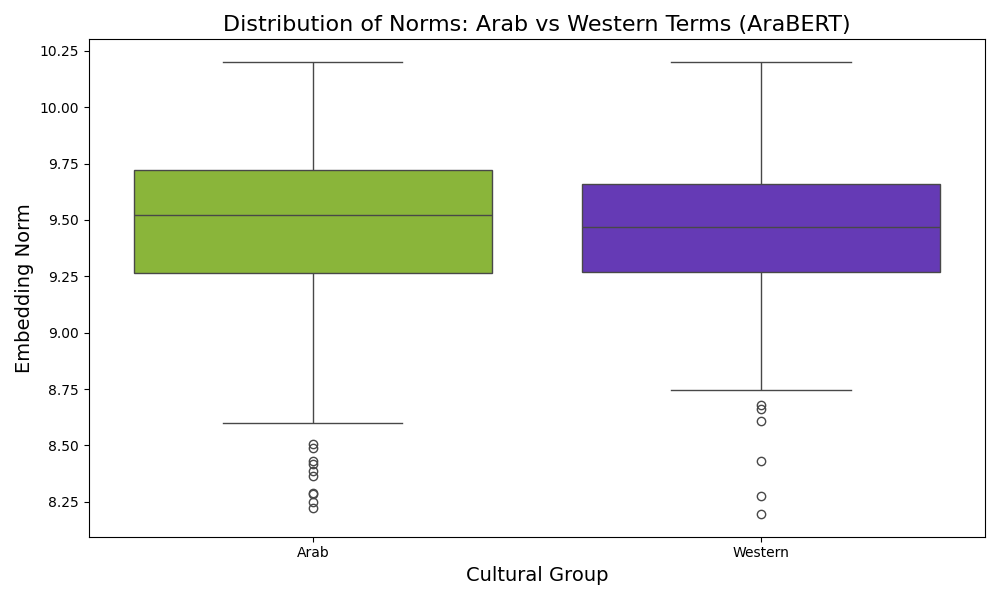 Distribution of Norms: Arab vs Western Terms (AraBERT)
Embedding Norm
10.25
10.00
9.75
9.50
9.25
9.00
8.75
8.50
8.25
Arab
Western
Cultural Group